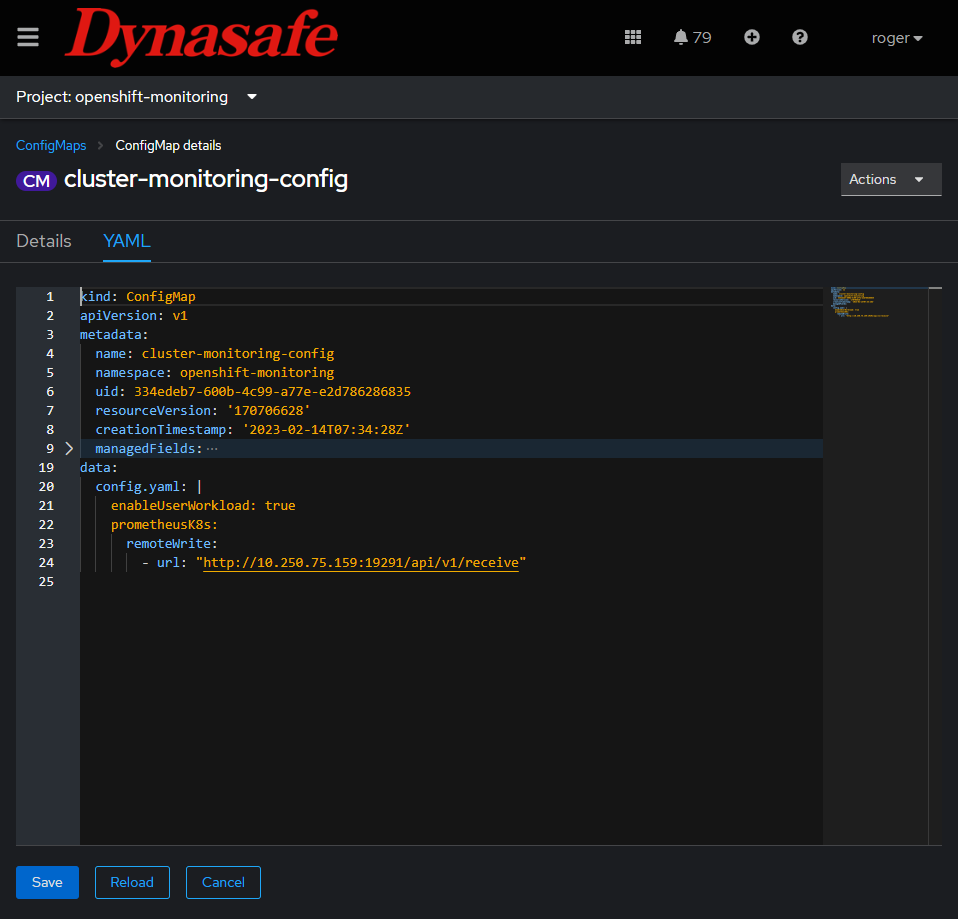 Dynasafe
79
roger
Project: openshift-monitoring
ConfigMaps > ConfigMap details
CM cluster-monitoring-config
Actions
Details YAML
1 kind: ConfigMap
2 apiVersion: v1
3 metadata:
4 name: cluster-monitoring-config
5 namespace: openshift-monitoring
6 uid: 334edeb7-600b-4c99-a77e-e2d786286835
7 resourceVersion: '170706628'
8 creationTimestamp: '2023-02-14T07:34:28Z'
9 managedFields: ...
19 data:
20 config.yaml: |
21 enableUserWorkload: true
22 prometheusK8s:
23 remoteWrite:
24 - url: "http://10.250.75.159:19291/api/v1/receive"
25
Save Reload Cancel